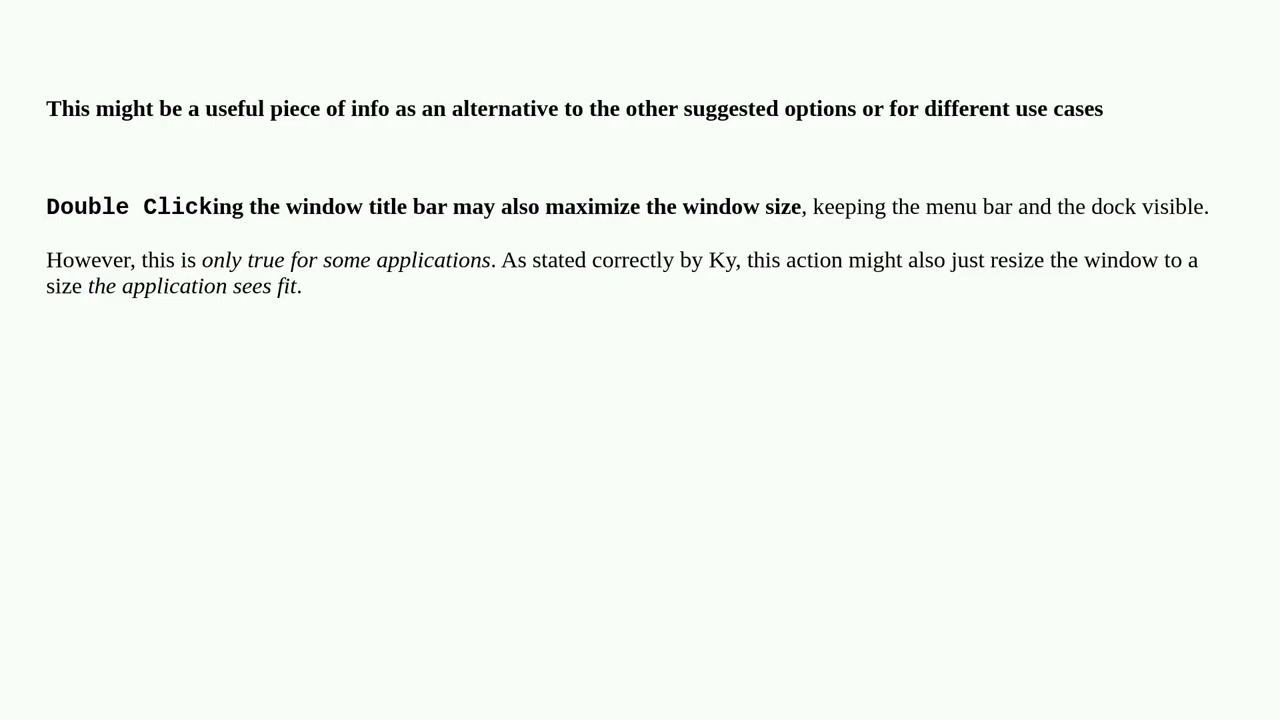 This might be a useful piece of info as an alternative to the other suggested options or for different use cases
Double Clicking the window title bar may also maximize the window size, keeping the menu bar and the dock visible.
However, this is only true for some applications. As stated correctly by Ky, this action might also just resize the window to a
size the application sees fit.